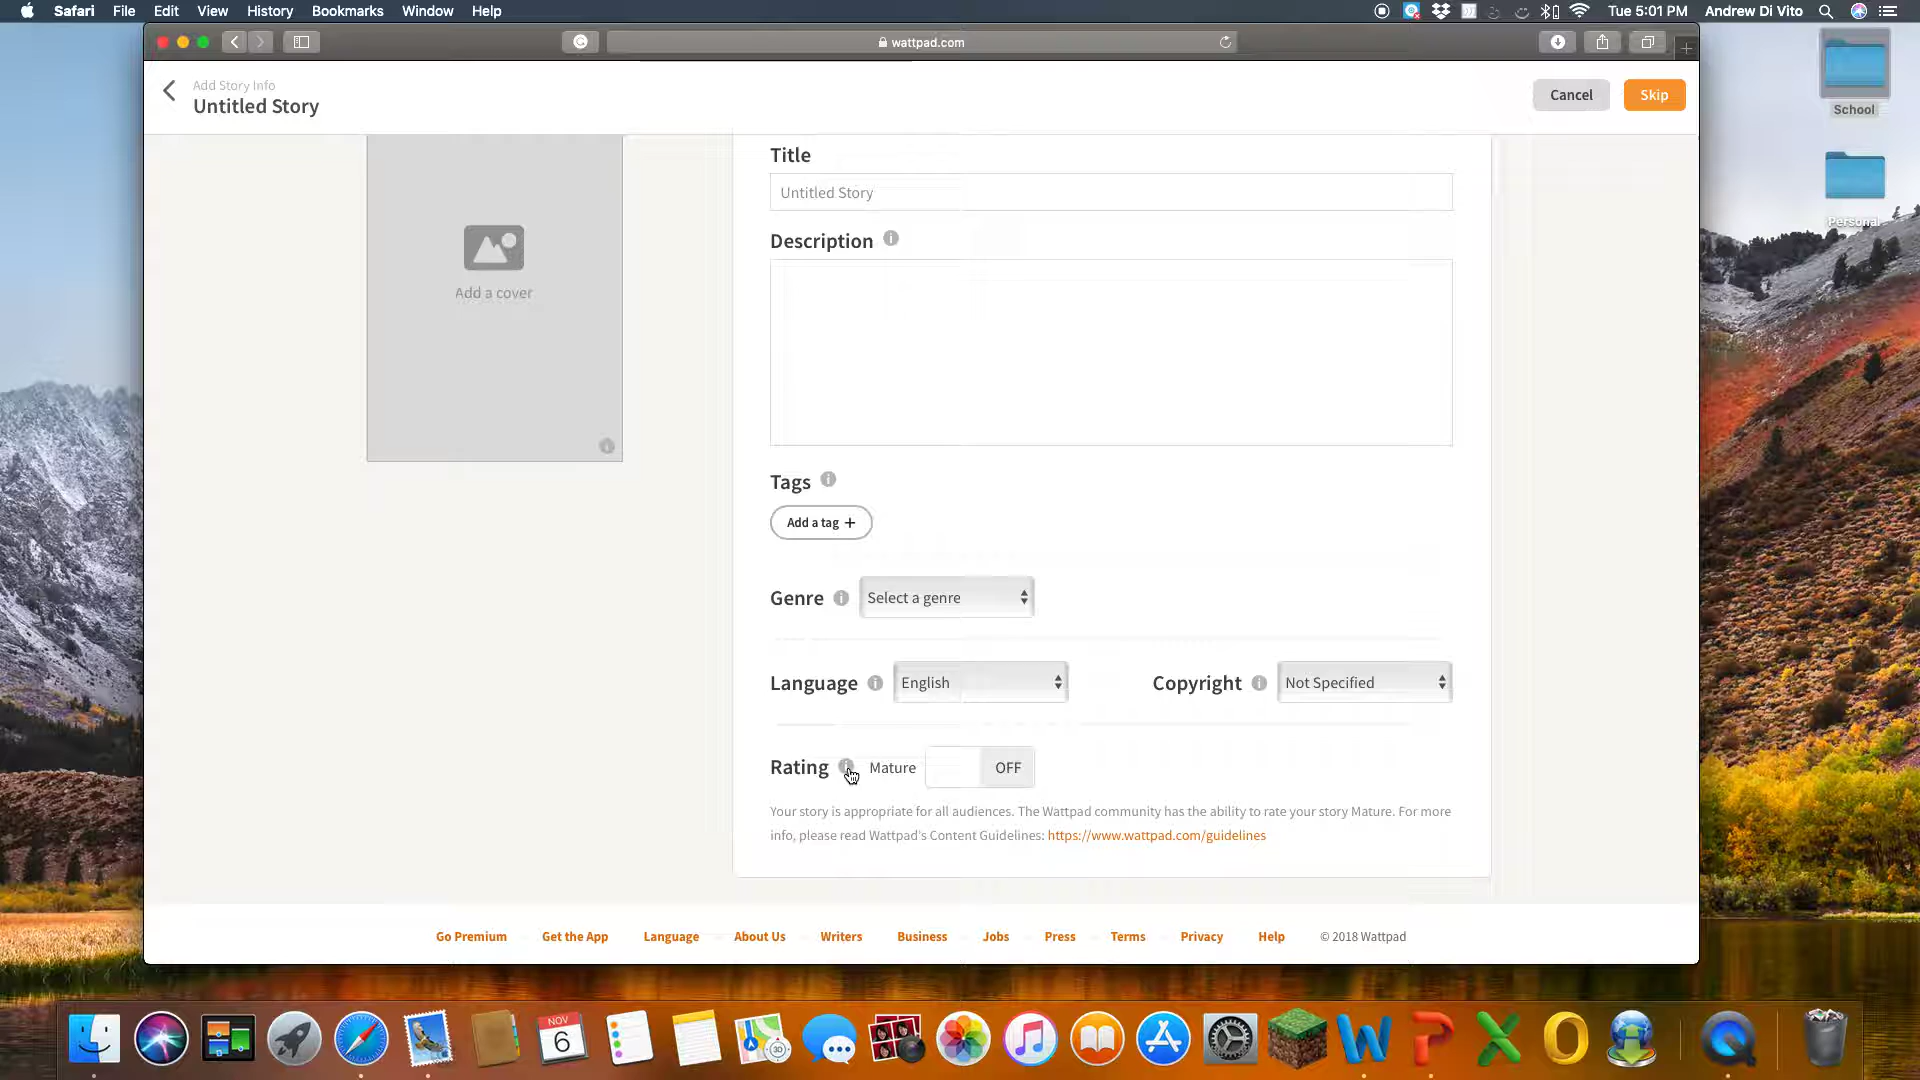 Safari File Edit View History Bookmarks Window Help
Tue 5:01 PM Andrew Di Vito
wattpad.com
Add Story Info
Untitled Story
Cancel
Skip
School
Personal
Add a cover
Title
Untitled Story
Description
Tags
Add a tag +
Genre Select a genre
Language English Copyright Not Specified
Rating Mature OFF
Your story is appropriate for all audiences. The Wattpad community has the ability to rate your story Mature. For more
info, please read Wattpad's Content Guidelines: https://www.wattpad.com/guidelines
Go Premium Get the App Language About Us Writers Business Jobs Press Terms Privacy Help © 2018 Wattpad
NOV
6